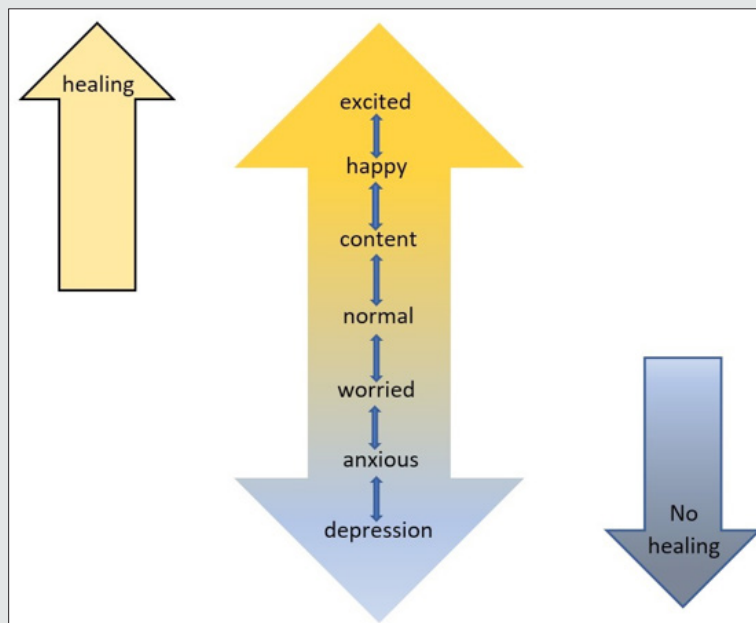 healing
excited
happy
content
normal
worried
anxious
depression
No
healing